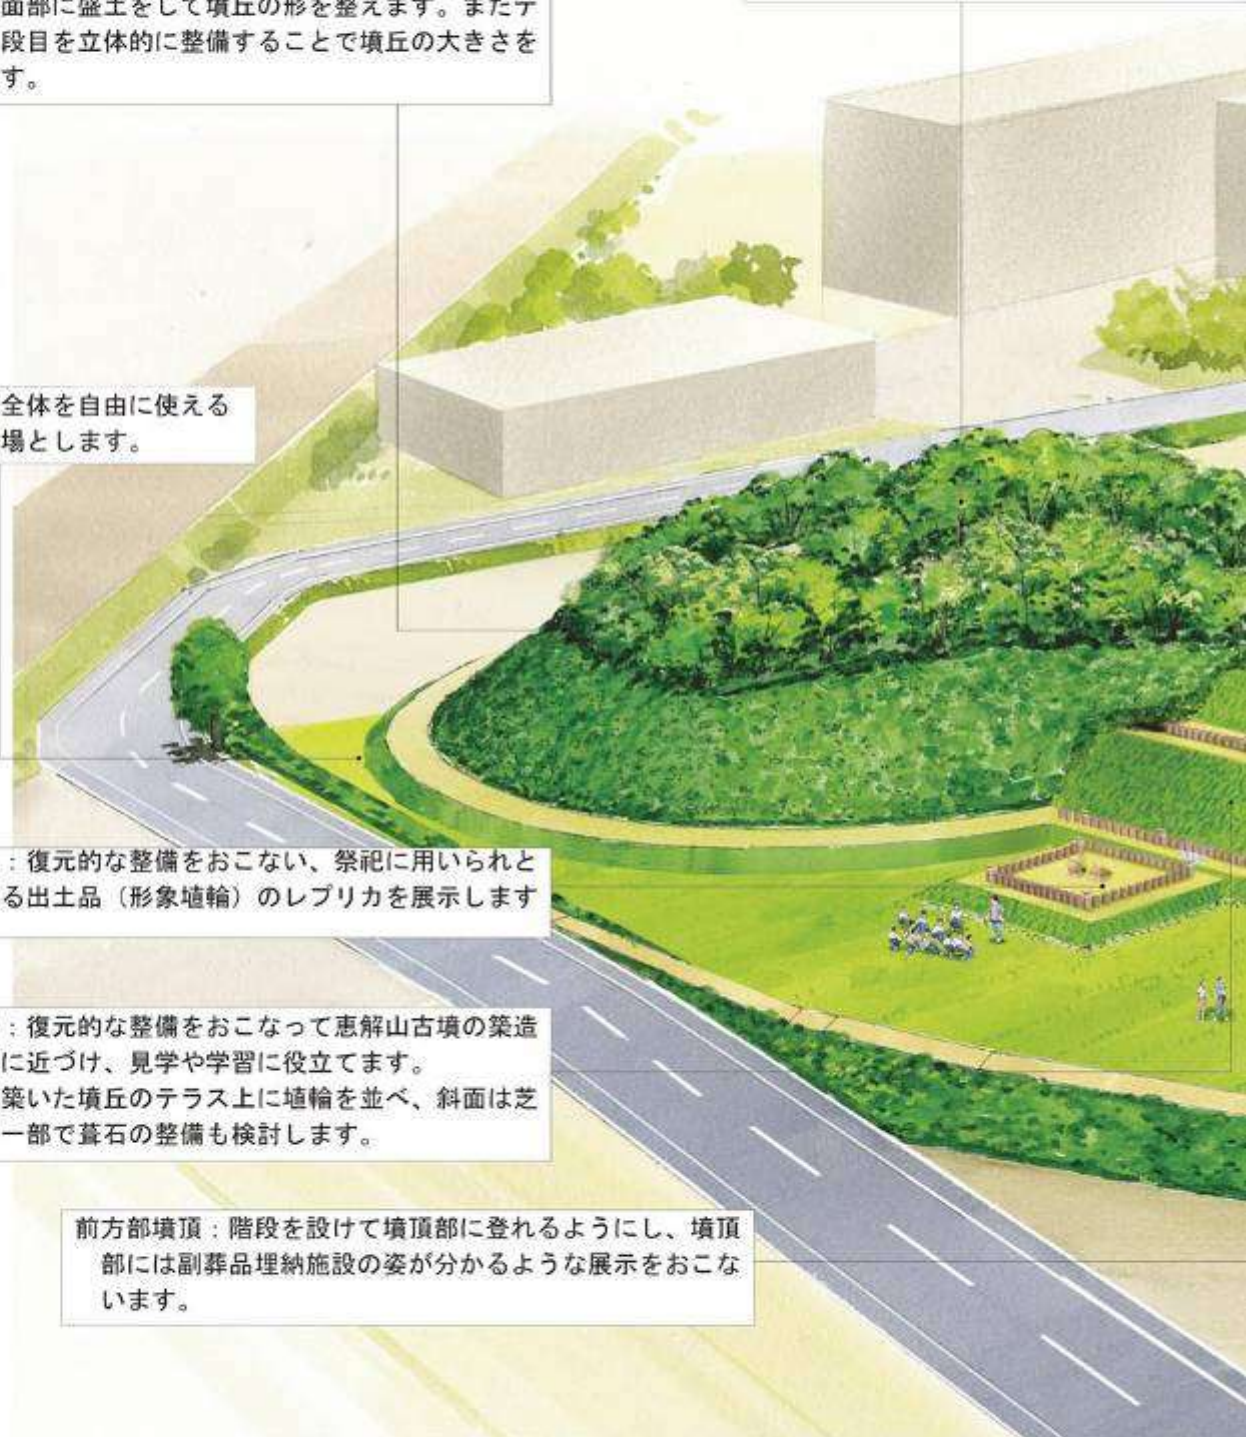 面部に盛土をして墳丘の形を整えます。またテ
段目を立体的に整備することで墳丘の大きさを
す。
全体を自由に使える
場とします。
：復元的な整備をおこない、祭祀に用いられと
る出土品（形象埴輪）のレプリカを展示します
：復元的な整備をおこなって恵解山古墳の築造
に近づけ、見学や学習に役立てます。
築いた墳丘のテラス上に埴輪を並べ、斜面は芝
一部で葺石の整備も検討します。
前方部墳頂：階段を設けて墳頂部に登れるようにし、墳頂
部には副葬品埋納施設の姿が分かるような展示をおこな
います。